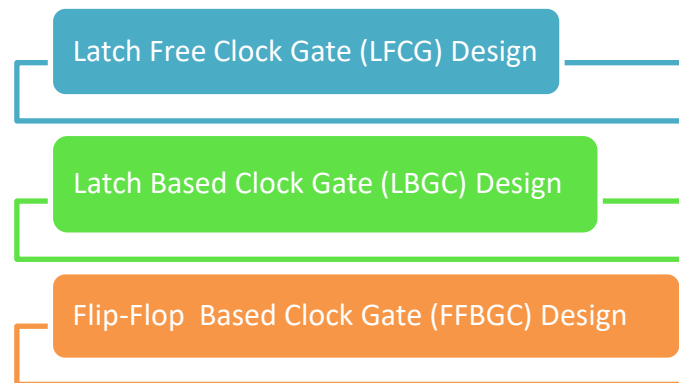 Latch Free Clock Gate (LFCG) Design
Latch Based Clock Gate (LBGC) Design
Flip-Flop  Based Clock Gate (FFBGC) Design